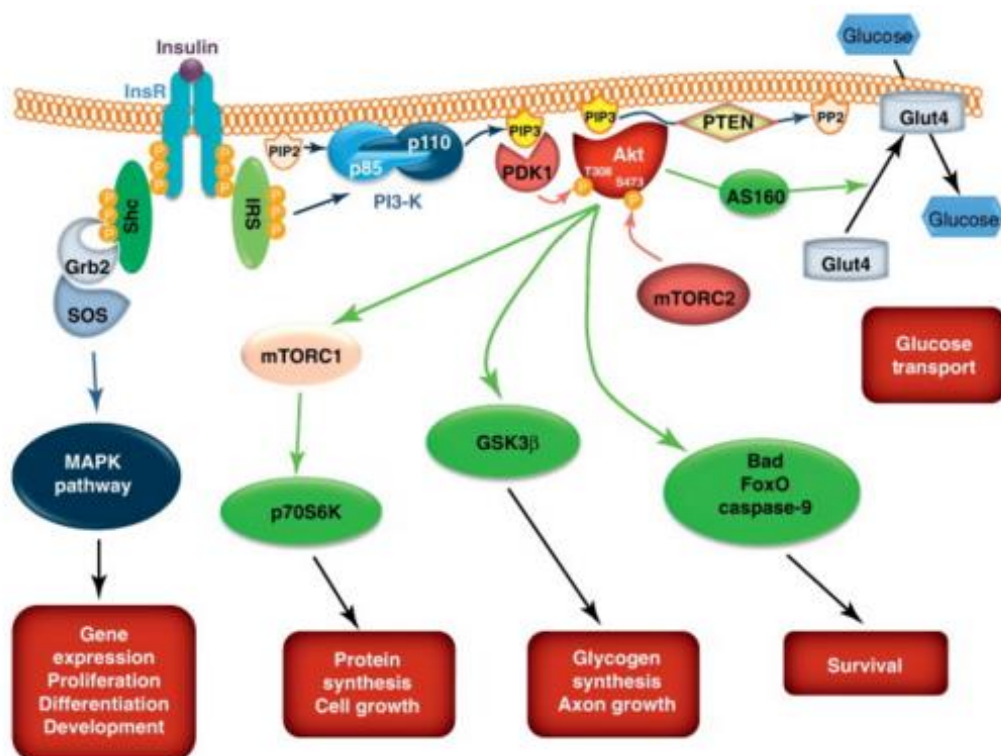 Insulin
InsR
Glucose
PIP2
p85
p110
PI3-K
PIP3
PDK1
PIP3
Akt
T308
S473
P
P
PTEN
PP2
Glut4
AS160
Glucose
Glut4
P
P
P
P
P
P
Shc
P
P
P
IRS
P
P
P
Grb2
SOS
mTORC2
mTORC1
Glucose
transport
MAPK
pathway
p70S6K
GSK3β
Bad
FoxO
caspase-9
Gene
expression
Proliferation
Differentiation
Development
Protein
synthesis
Cell growth
Glycogen
synthesis
Axon growth
Survival